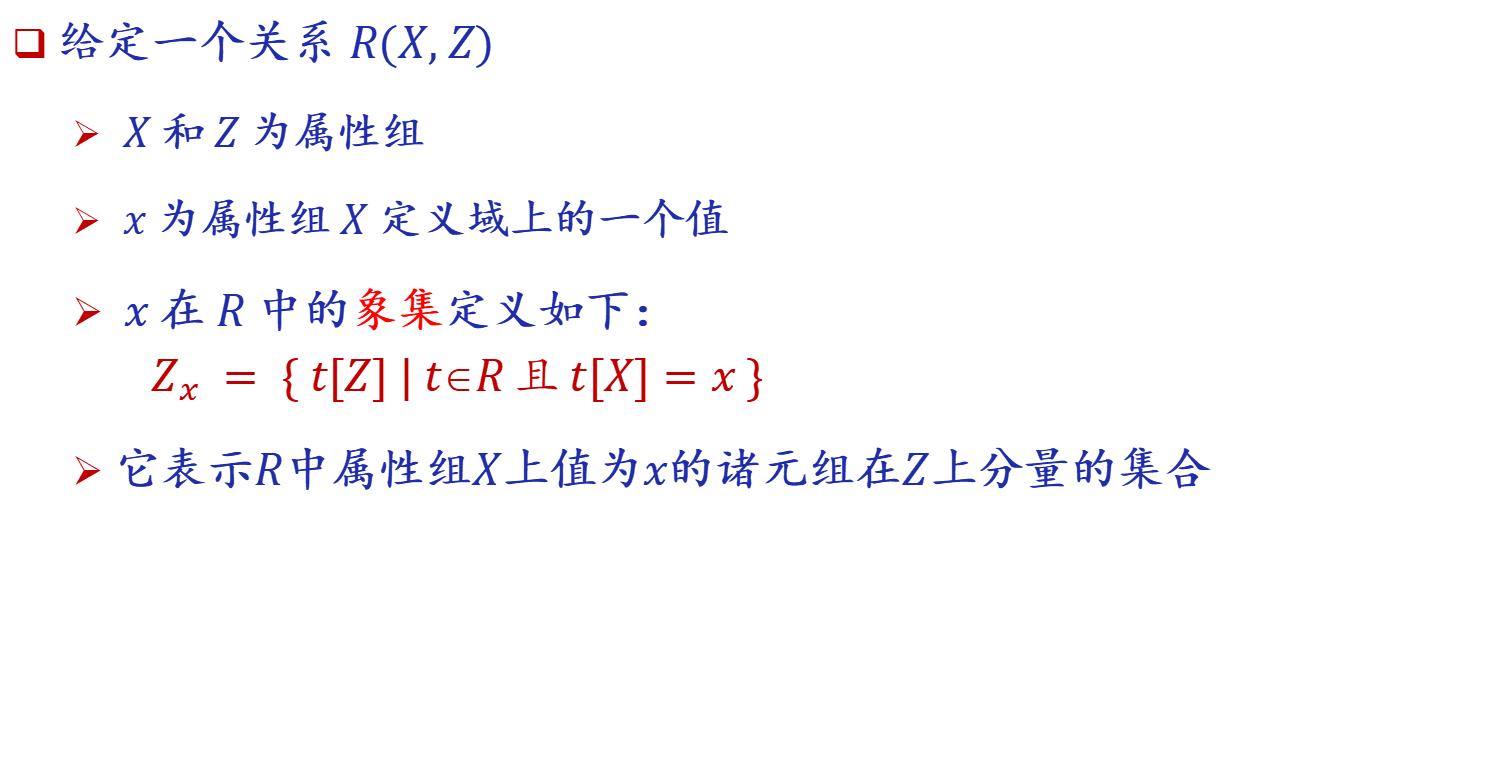 ❑ 给定一个关系 R(X, Z)
➢ X 和 Z 为属性组
➢ x 为属性组 X 定义域上的一个值
➢ x 在 R 中的象集定义如下：
Zₓ = { t[Z] | t∈R 且 t[X] = x }
➢ 它表示R中属性组X上值为x的诸元组在Z上分量的集合